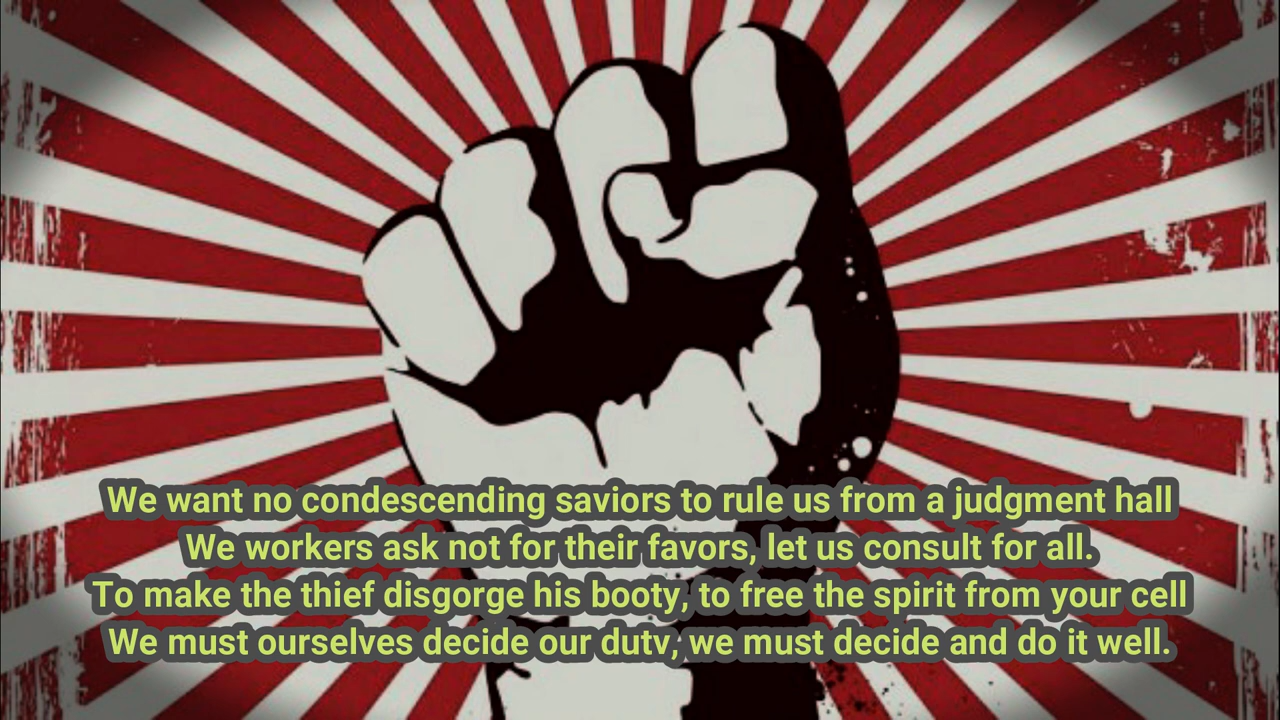 We want no condescending saviors to rule us from a judgment hall
We workers ask not for their favors, let us consult for all.
To make the thief disgorge his booty, to free the spirit from your cell
We must ourselves decide our duty, we must decide and do it well.